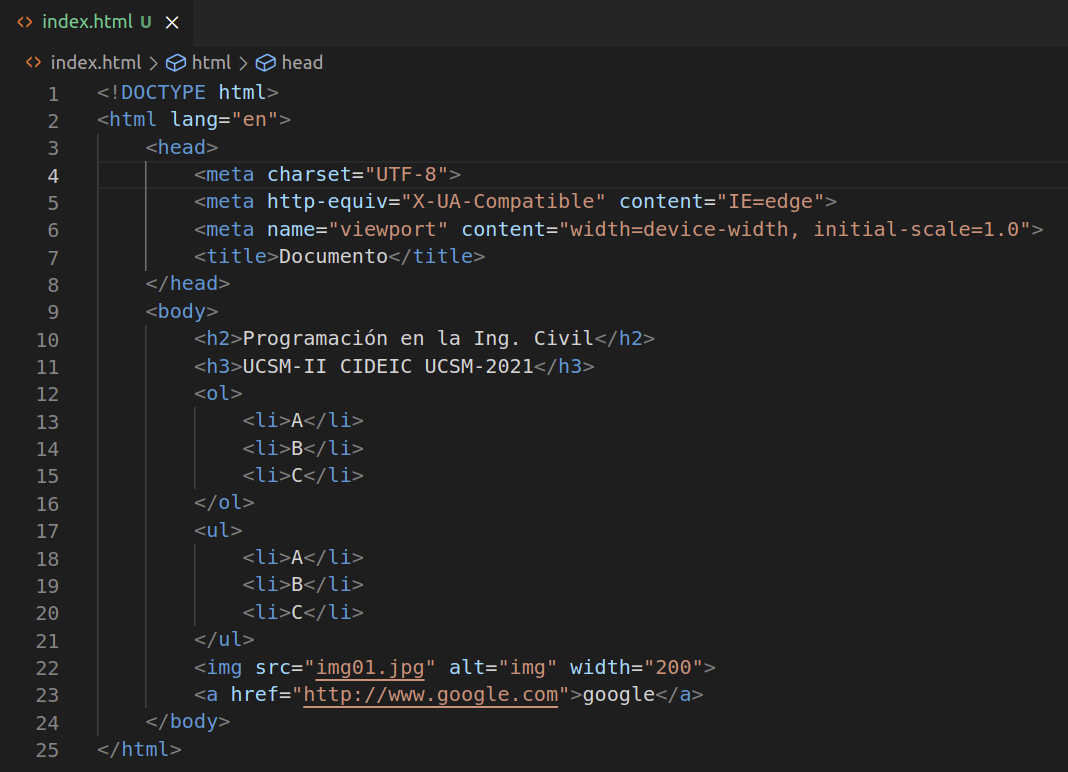 index.html U
index.html > html > head
1 <!DOCTYPE html>
2 <html lang="en">
3     <head>
4         <meta charset="UTF-8">
5         <meta http-equiv="X-UA-Compatible" content="IE=edge">
6         <meta name="viewport" content="width=device-width, initial-scale=1.0">
7         <title>Documento</title>
8     </head>
9     <body>
10         <h2>Programación en la Ing. Civil</h2>
11         <h3>UCSM-II CIDEIC UCSM-2021</h3>
12         <ol>
13             <li>A</li>
14             <li>B</li>
15             <li>C</li>
16         </ol>
17         <ul>
18             <li>A</li>
19             <li>B</li>
20             <li>C</li>
21         </ul>
22         <img src="img01.jpg" alt="img" width="200">
23         <a href="http://www.google.com">google</a>
24     </body>
25 </html>